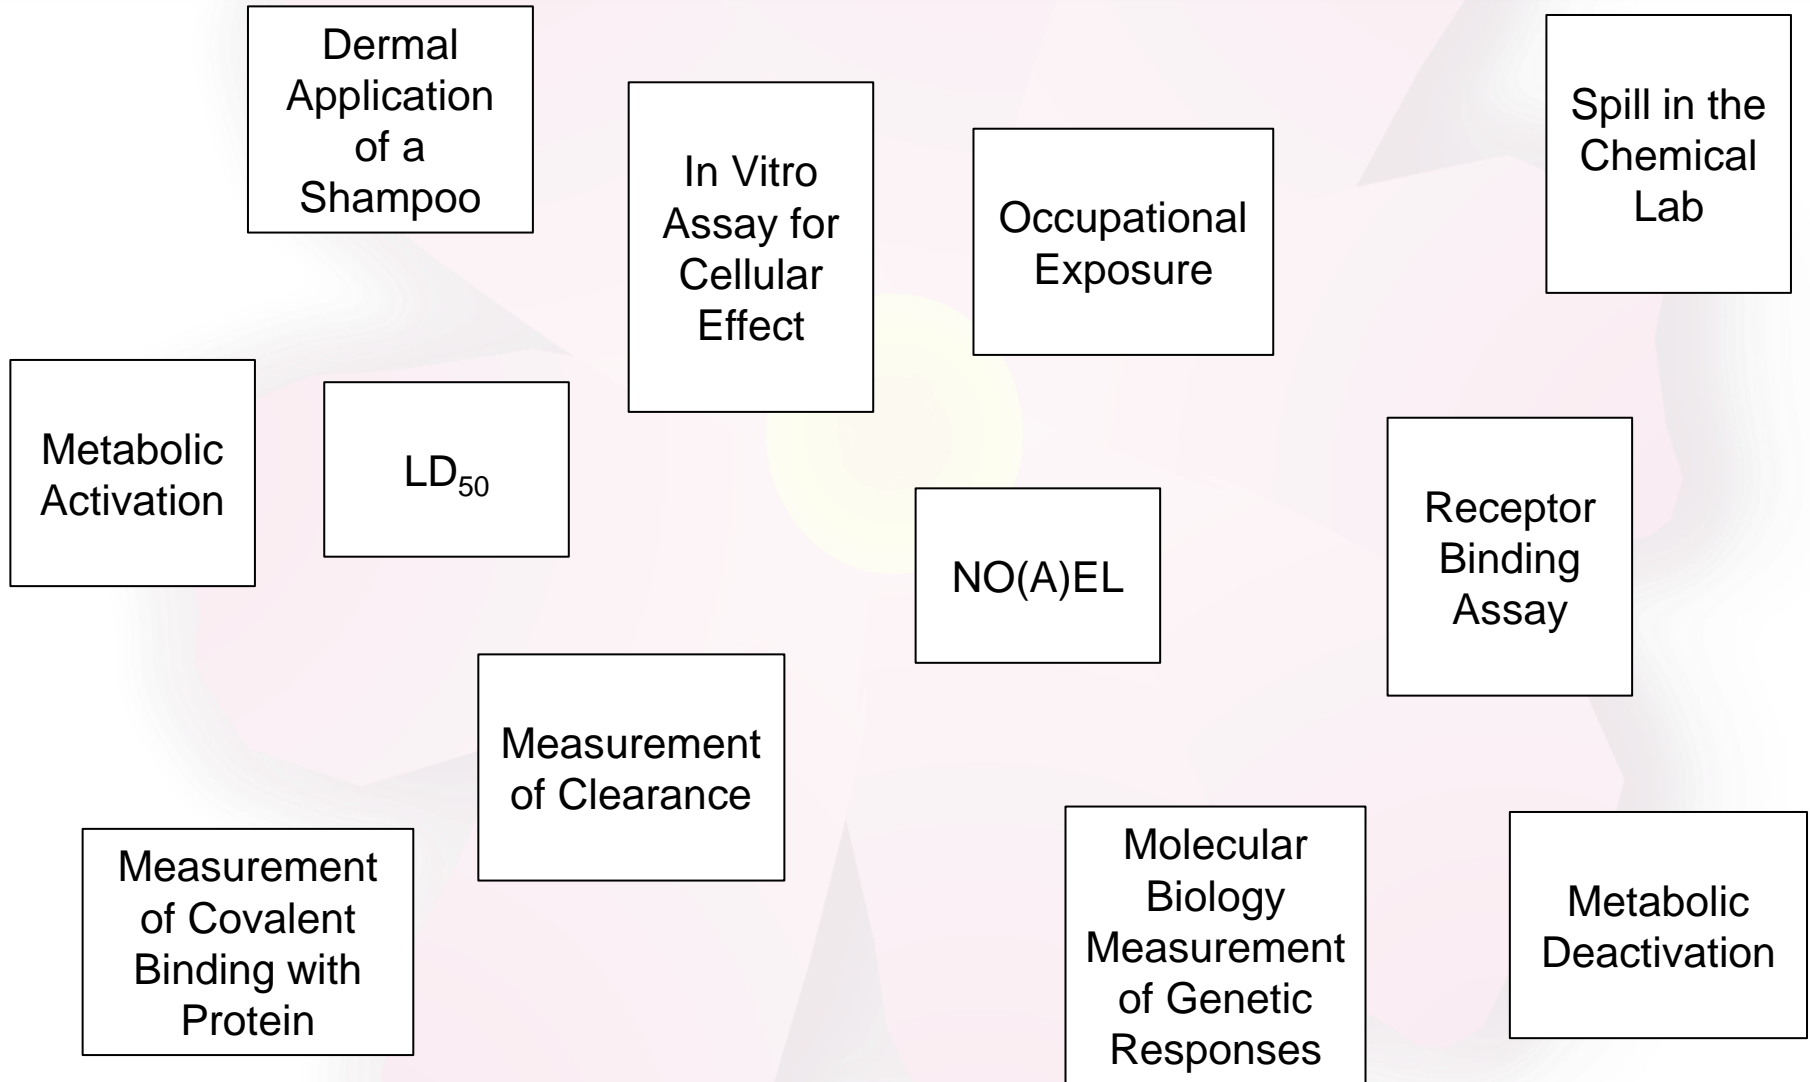 Dermal
Application
of a
Shampoo
In Vitro
Assay for
Cellular
Effect
Occupational
Exposure
Spill in the
Chemical
Lab
Metabolic
Activation
LD₅₀
NO(A)EL
Receptor
Binding
Assay
Measurement
of Clearance
Measurement
of Covalent
Binding with
Protein
Molecular
Biology
Measurement
of Genetic
Responses
Metabolic
Deactivation